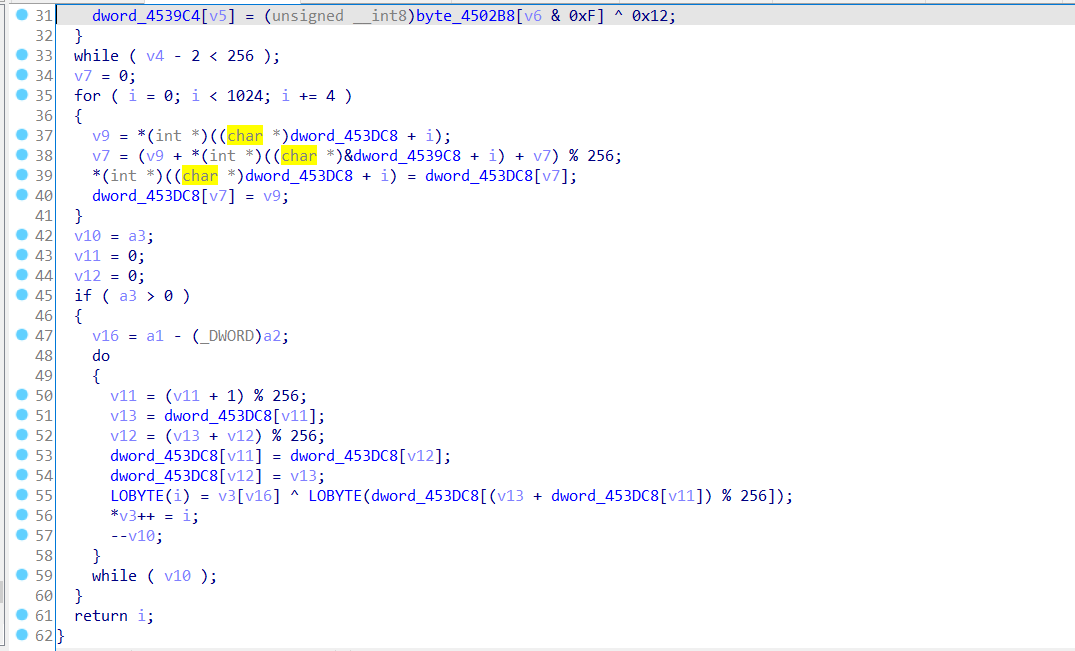 31 dword_4539C4[v5] = (unsigned __int8)byte_4502B8[v6 & 0xF] ^ 0x12;
32 }
33 while ( v4 - 2 < 256 );
34 v7 = 0;
35 for ( i = 0; i < 1024; i += 4 )
36 {
37 v9 = *(int *)((char *)dword_453DC8 + i);
38 v7 = (v9 + *(int *)((char *)&dword_4539C8 + i) + v7) % 256;
39 *(int *)((char *)dword_453DC8 + i) = dword_453DC8[v7];
40 dword_453DC8[v7] = v9;
41 }
42 v10 = a3;
43 v11 = 0;
44 v12 = 0;
45 if ( a3 > 0 )
46 {
47 v16 = a1 - (_DWORD)a2;
48 do
49 {
50 v11 = (v11 + 1) % 256;
51 v13 = dword_453DC8[v11];
52 v12 = (v13 + v12) % 256;
53 dword_453DC8[v11] = dword_453DC8[v12];
54 dword_453DC8[v12] = v13;
55 LOBYTE(i) = v3[v16] ^ LOBYTE(dword_453DC8[(v13 + dword_453DC8[v11]) % 256]);
56 *v3++ = i;
57 --v10;
58 }
59 while ( v10 );
60 }
61 return i;
62 }